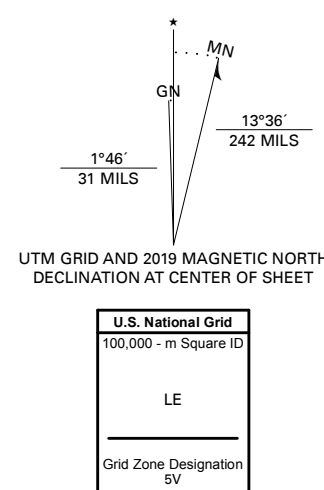 ★
MN
GN
13°36´
242 MILS
1°46´
31 MILS
UTM GRID AND 2019 MAGNETIC NORTH
DECLINATION AT CENTER OF SHEET
U.S. National Grid
100,000 - m Square ID
LE
Grid Zone Designation
5V